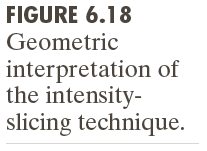 FIGURE 6.18
Geometric
interpretation of
the intensity-
slicing technique.